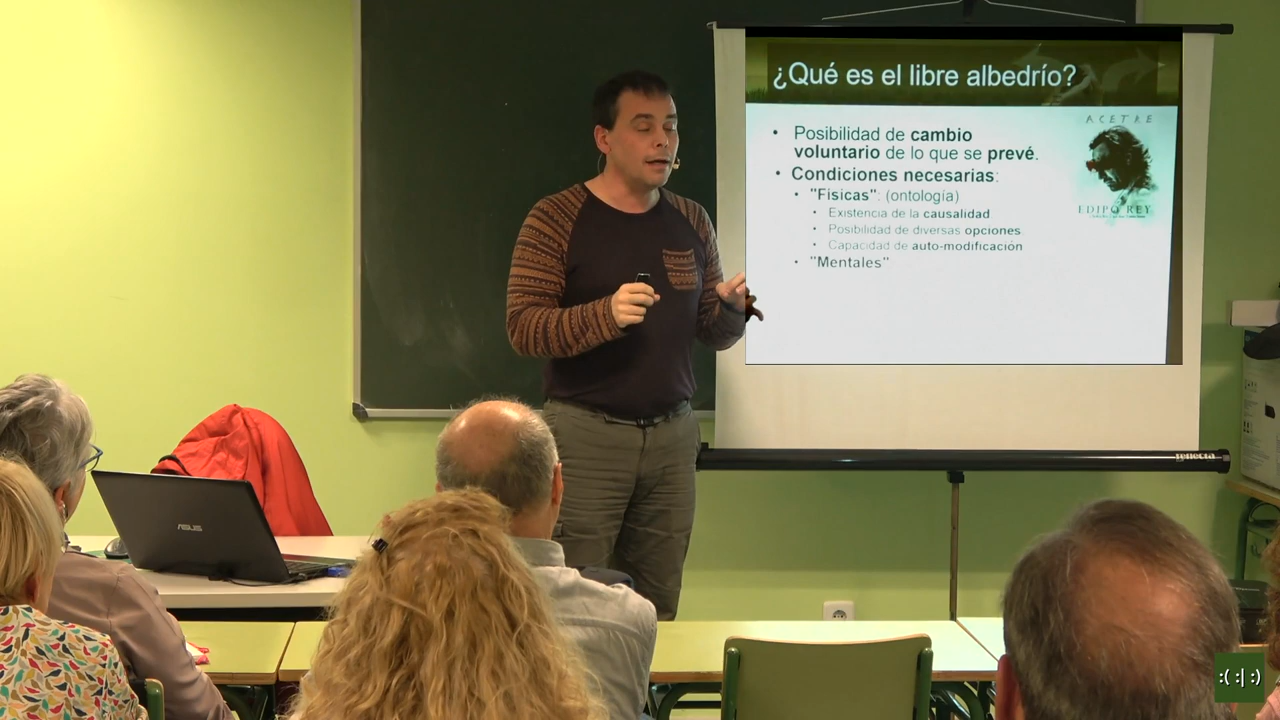 ¿Qué es el libre albedrío?
• Posibilidad de cambio
voluntario de lo que se prevé.
• Condiciones necesarias:
• "Físicas": (ontología)
• Existencia de la causalidad
• Posibilidad de diversas opciones
• Capacidad de auto-modificación
• "Mentales"
ACETRE
EDIPO REY
ASUS
reflecta
:( :| :)